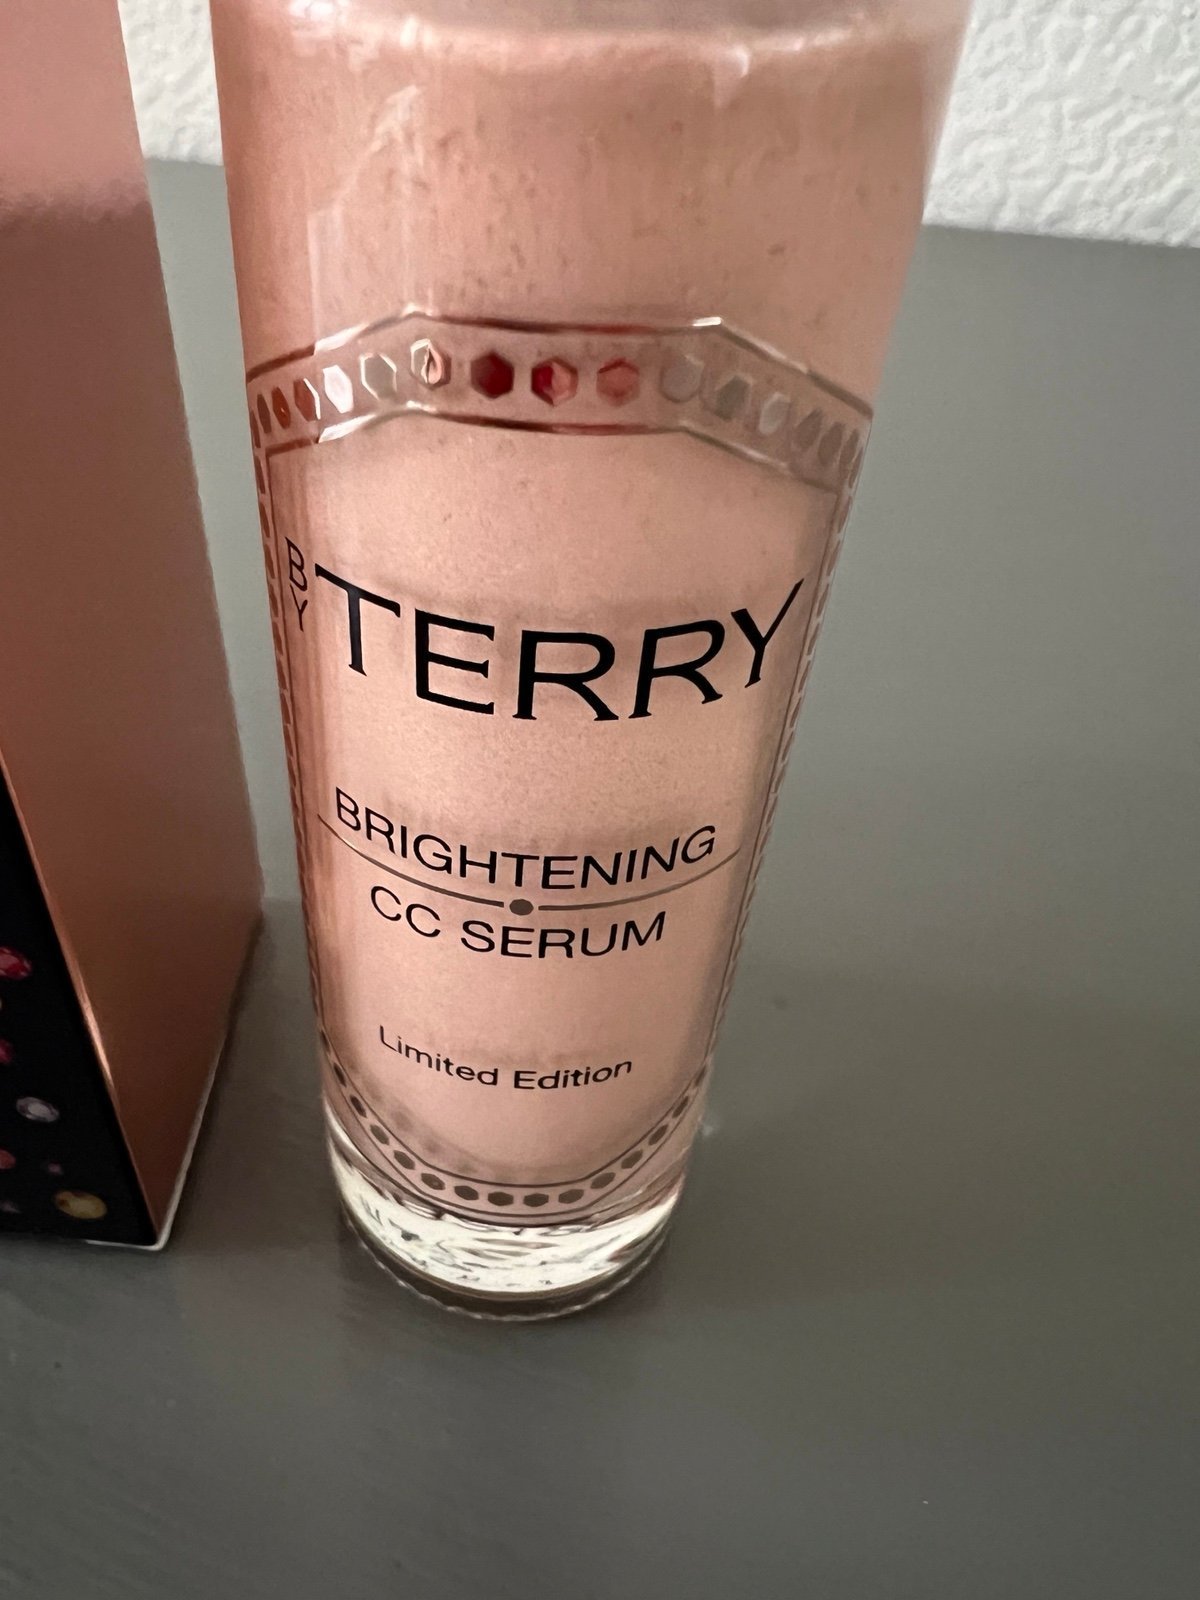 BY TERRY
BRIGHTENING
CC SERUM
Limited Edition